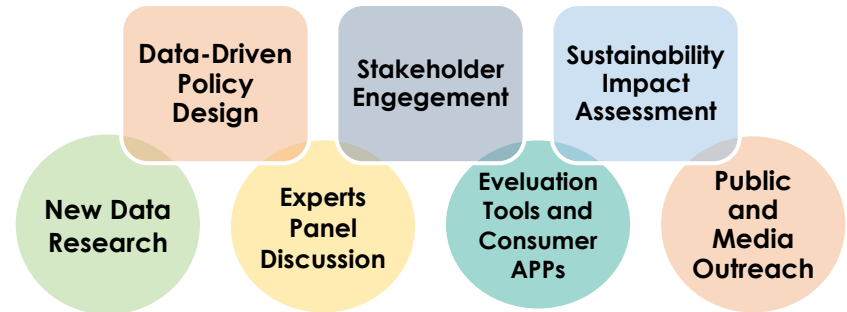 Data-Driven
Policy
Design
Stakeholder
Engegement
Sustainability
Impact
Assessment
New Data
Research
Experts
Panel
Discussion
Eveluation
Tools and
Consumer
APPs
Public
and
Media
Outreach